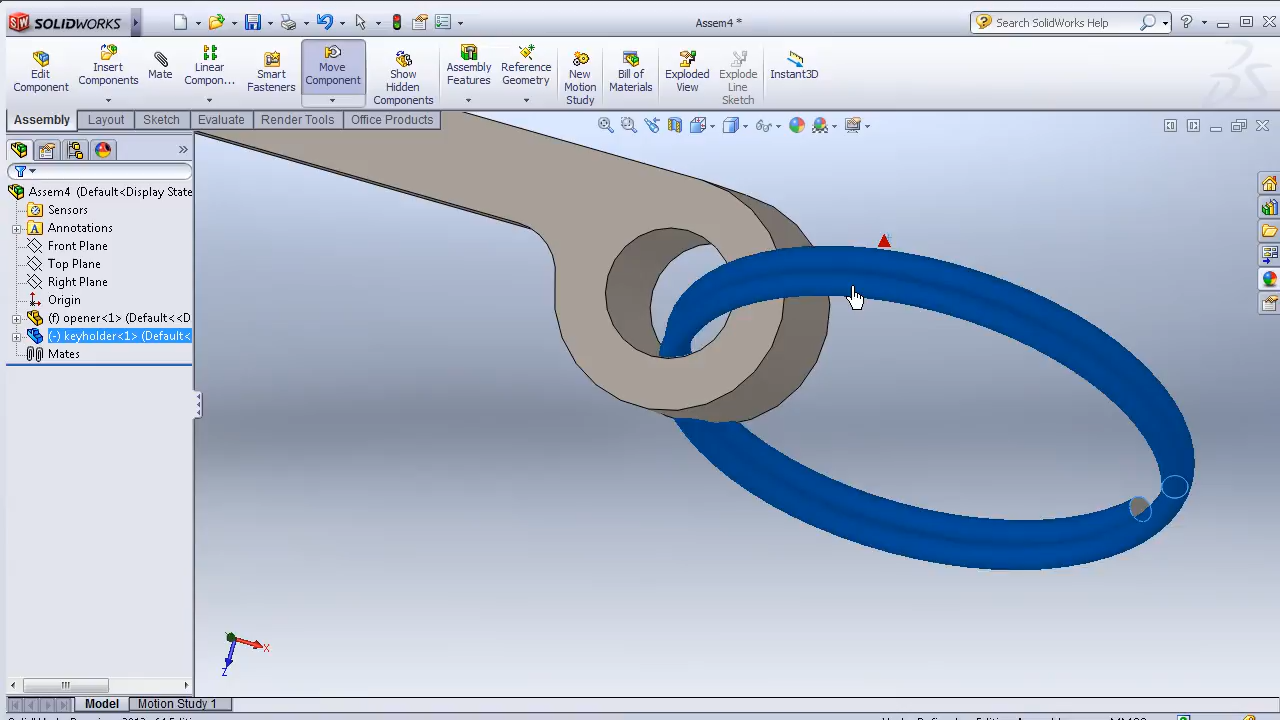 SOLIDWORKS
Assem4 *
Search SolidWorks Help
Edit Component
Insert Components
Mate
Linear Compon...
Smart Fasteners
Move Component
Show Hidden Components
Assembly Features
Reference Geometry
New Motion Study
Bill of Materials
Exploded View
Explode Line Sketch
Instant3D
Assembly
Layout
Sketch
Evaluate
Render Tools
Office Products
Assem4 (Default<Display State
Sensors
Annotations
Front Plane
Top Plane
Right Plane
Origin
(f) opener<1> (Default<<D
(-) keyholder<1> (Default<
Mates
X
Z
Model
Motion Study 1